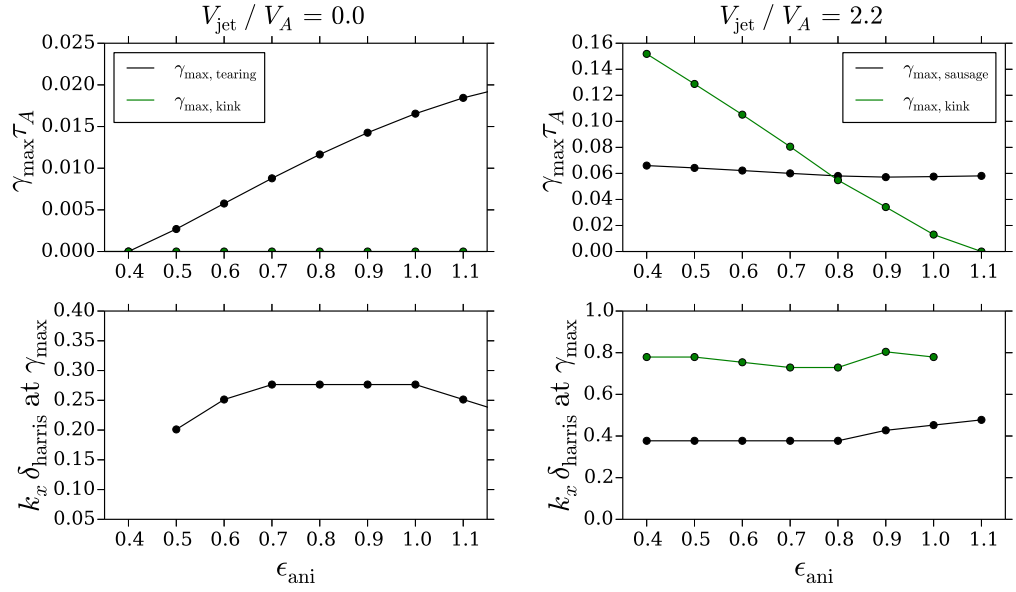 V_jet / V_A = 0.0
0.025
0.020
0.015
0.010
0.005
0.000
γ_max τ_A
γ_max, tearing
γ_max, kink
0.4 0.5 0.6 0.7 0.8 0.9 1.0 1.1
V_jet / V_A = 2.2
0.16
0.14
0.12
0.10
0.08
0.06
0.04
0.02
0.00
γ_max τ_A
γ_max, sausage
γ_max, kink
0.4 0.5 0.6 0.7 0.8 0.9 1.0 1.1
0.40
0.35
0.30
0.25
0.20
0.15
0.10
0.05
k_x δ_harris at γ_max
0.4 0.5 0.6 0.7 0.8 0.9 1.0 1.1
ϵ_ani
1.0
0.8
0.6
0.4
0.2
0.0
k_x δ_harris at γ_max
0.4 0.5 0.6 0.7 0.8 0.9 1.0 1.1
ϵ_ani